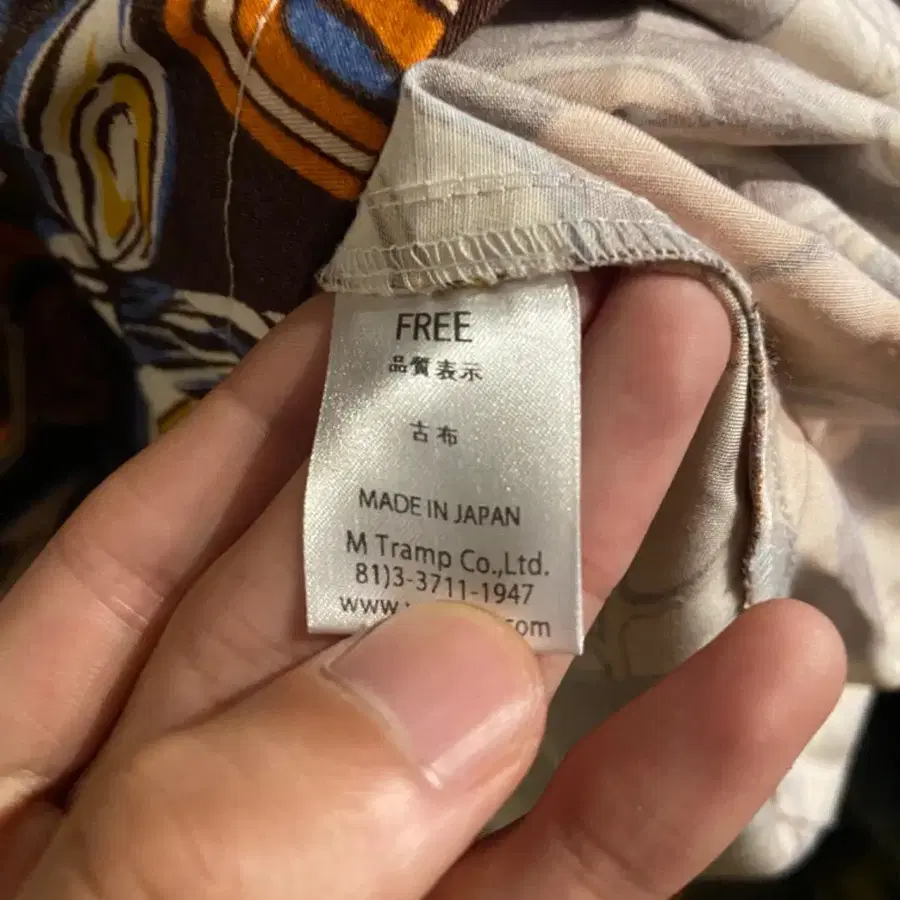 FREE
品質表示
古布
MADE IN JAPAN
M Tramp Co.,Ltd.
81)3-3711-1947